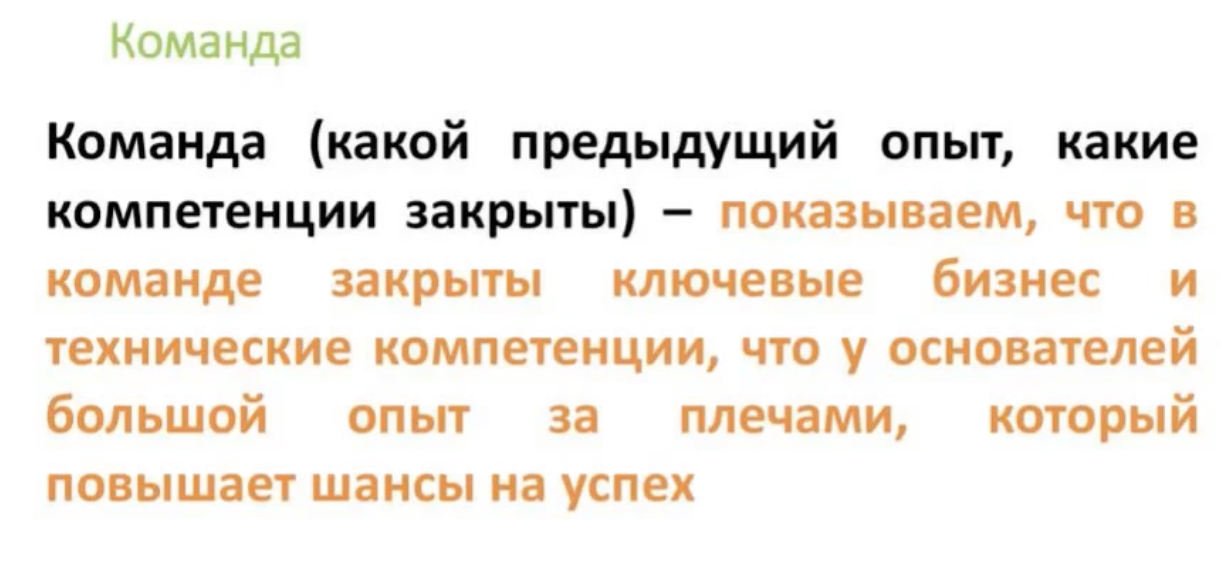 Команда
Команда (какой предыдущий опыт, какие
компетенции закрыты) – показываем, что в
команде закрыты ключевые бизнес и
технические компетенции, что у основателей
большой опыт за плечами, который
повышает шансы на успех